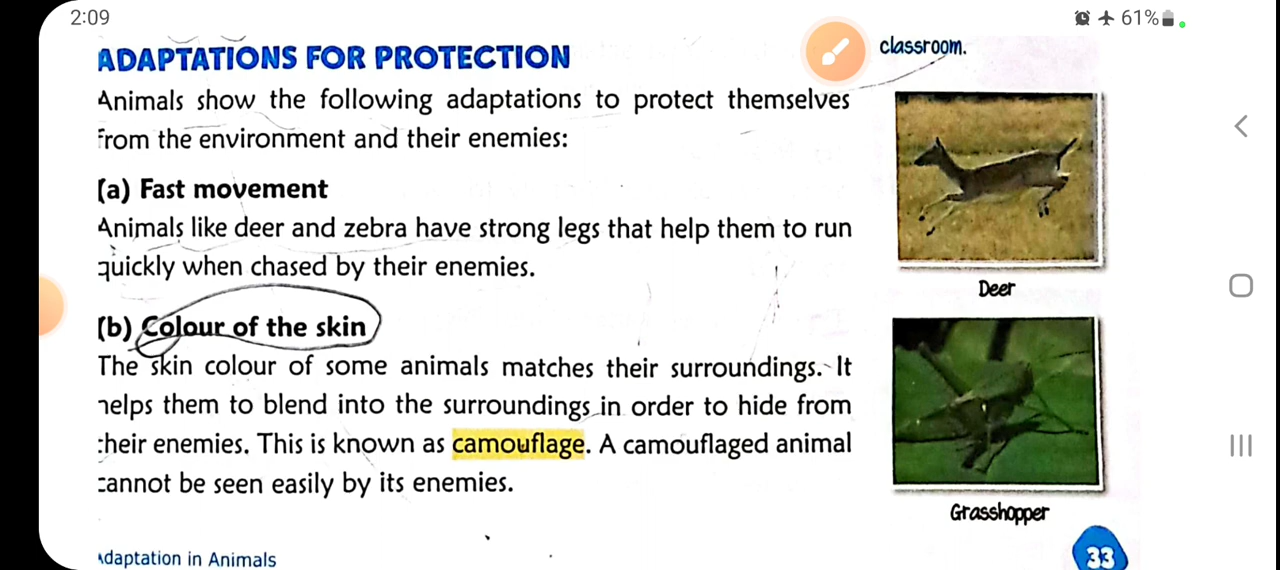 2:09
61%
ADAPTATIONS FOR PROTECTION
classroom.
Animals show the following adaptations to protect themselves
from the environment and their enemies:
(a) Fast movement
Animals like deer and zebra have strong legs that help them to run
quickly when chased by their enemies.
Deer
(b) Colour of the skin
The skin colour of some animals matches their surroundings. It
helps them to blend into the surroundings in order to hide from
their enemies. This is known as camouflage. A camouflaged animal
cannot be seen easily by its enemies.
Grasshopper
Adaptation in Animals
33